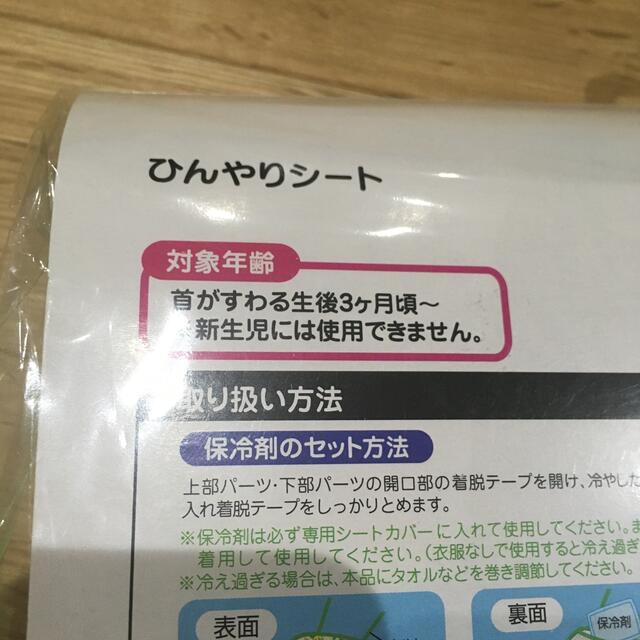 ひんやりシート
対象年齢
首がすわる生後3ヶ月頃～
※新生児には使用できません。
取り扱い方法
保冷剤のセット方法
上部パーツ・下部パーツの開口部の着脱テープを開け、冷やした
入れ着脱テープをしっかりとめます。
※保冷剤は必ず専用シートカバーに入れて使用してください。ま
着用して使用してください。（衣服なしで使用すると冷え過ぎ
※冷え過ぎる場合は、本品にタオルなどを巻き調節してください。
表面
裏面
保冷剤